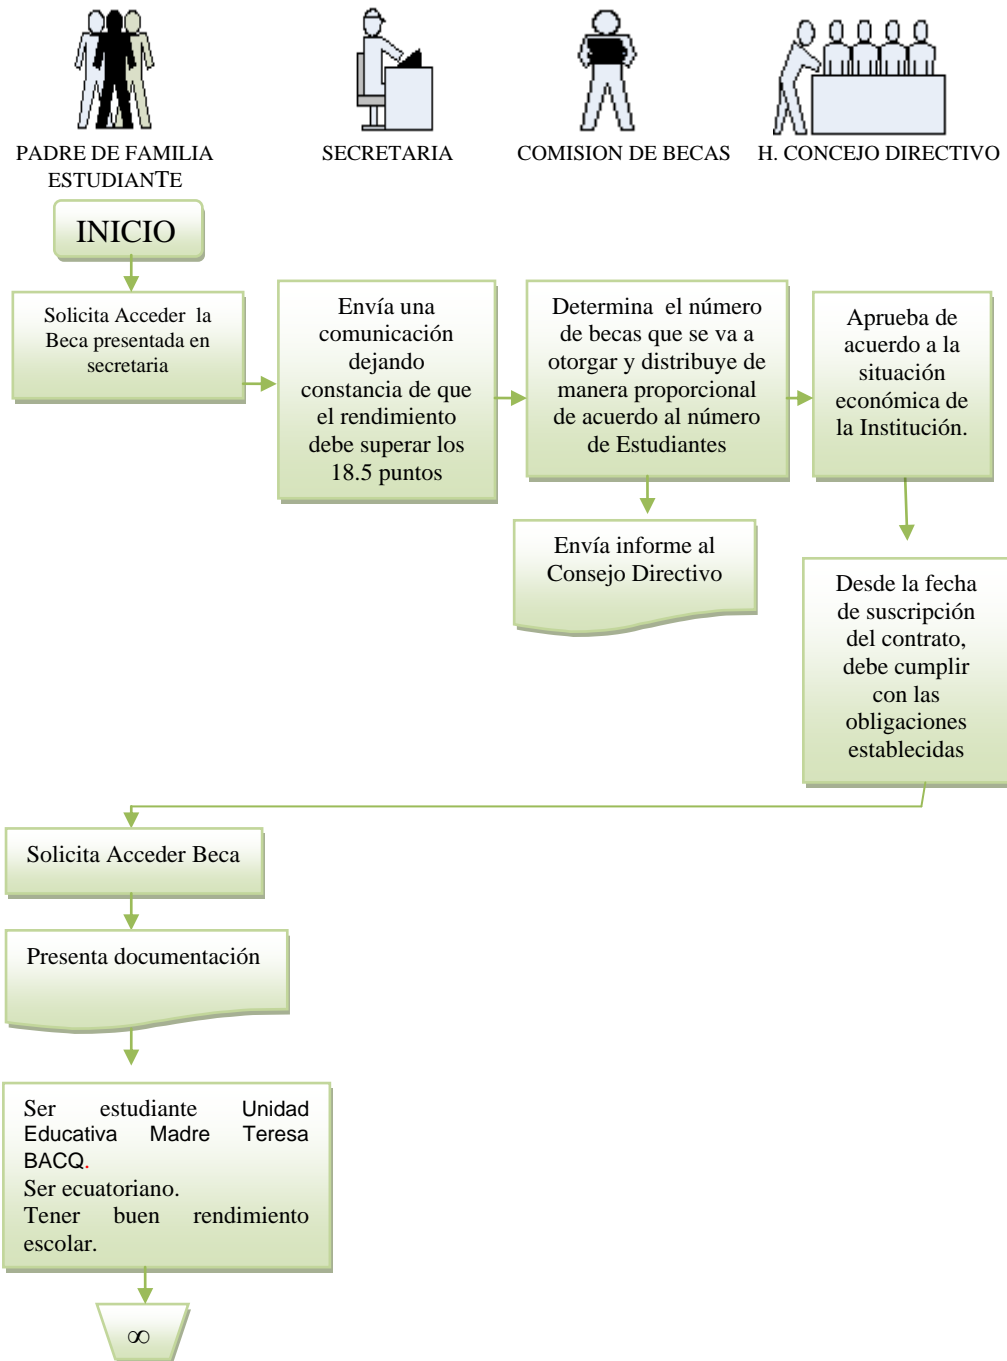 PADRE DE FAMILIA
ESTUDIANTE
SECRETARIA
COMISION DE BECAS
H. CONCEJO DIRECTIVO
INICIO
Solicita Acceder la
Beca presentada en
secretaria
Envía una
comunicación
dejando
constancia de que
el rendimiento
debe superar los
18.5 puntos
Determina el número
de becas que se va a
otorgar y distribuye de
manera proporcional
de acuerdo al número
de Estudiantes
Aprueba de
acuerdo a la
situación
económica de
la Institución.
Envía informe al
Consejo Directivo
Desde la fecha
de suscripción
del contrato,
debe cumplir
con las
obligaciones
establecidas
Solicita Acceder Beca
Presenta documentación
Ser estudiante Unidad
Educativa Madre Teresa
BACQ.
Ser ecuatoriano.
Tener buen rendimiento
escolar.
∞